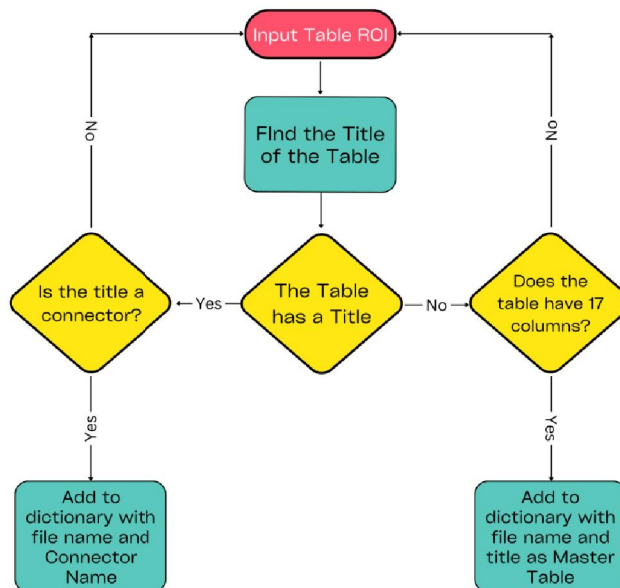 Input Table ROI
No
No
FInd the Title
of the Table
Is the title a
connector?
Yes
The Table
has a Title
No
Does the
table have 17
columns?
Yes
Yes
Add to
dictionary with
file name and
Connector
Name
Add to
dictionary with
file name and
title as Master
Table